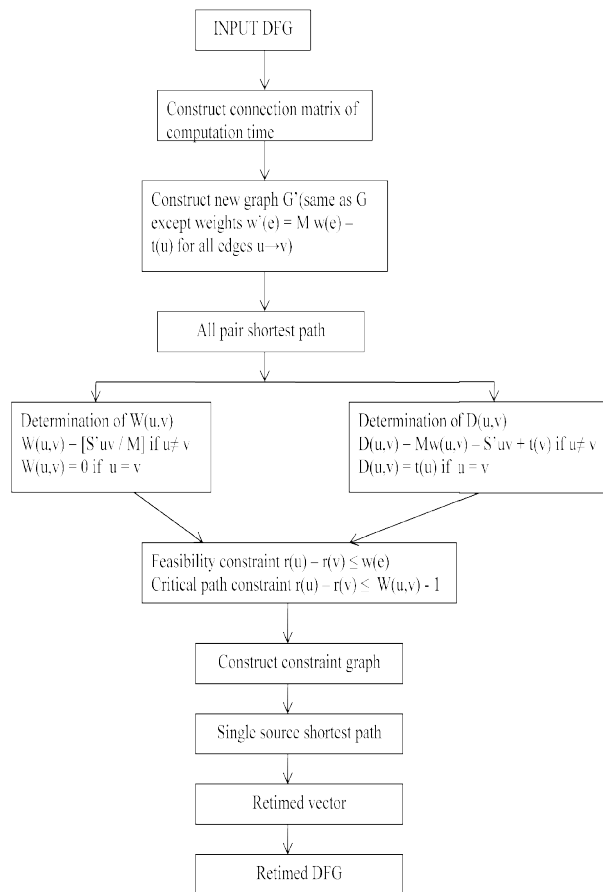 INPUT DFG
Construct connection matrix of
computation time
Construct new graph G'(same as G
except weights w'(e) = M w(e) –
t(u) for all edges u→v)
All pair shortest path
Determination of W(u,v)
W(u,v) – [S'uv / M] if u≠ v
W(u,v) = 0 if u = v
Determination of D(u,v)
D(u,v) – Mw(u,v) – S'uv + t(v) if u≠ v
D(u,v) = t(u) if u = v
Feasibility constraint r(u) – r(v) ≤ w(e)
Critical path constraint r(u) – r(v) ≤ W(u,v) - 1
Construct constraint graph
Single source shortest path
Retimed vector
Retimed DFG